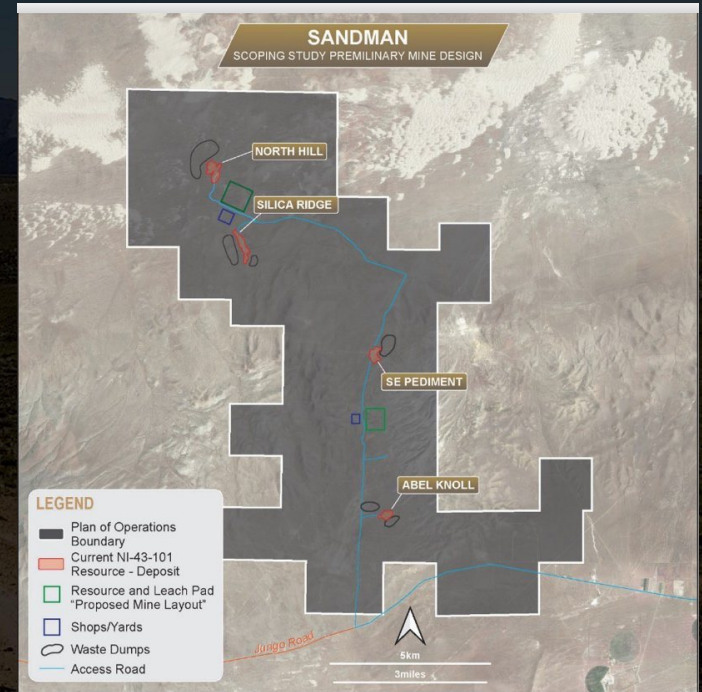 SANDMAN
SCOPING STUDY PREMILINARY MINE DESIGN
NORTH HILL
SILICA RIDGE
SE PEDIMENT
ABEL KNOLL
LEGEND
Plan of Operations
Boundary
Current NI-43-101
Resource - Deposit
Resource and Leach Pad
"Proposed Mine Layout"
Shops/Yards
Waste Dumps
Access Road
Jungo Road
5km
3miles